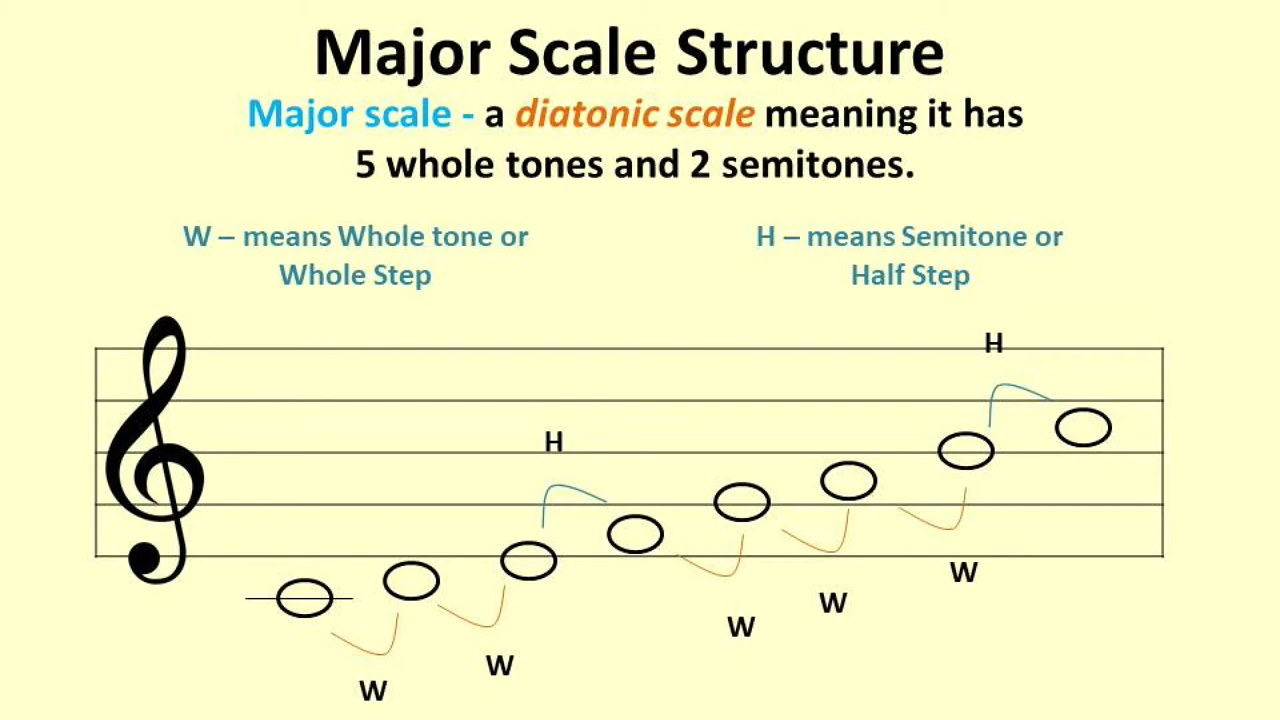 Major Scale Structure
Major scale - a diatonic scale meaning it has
5 whole tones and 2 semitones.
W – means Whole tone or
Whole Step
H – means Semitone or
Half Step
H
H
W
W
W
W
W